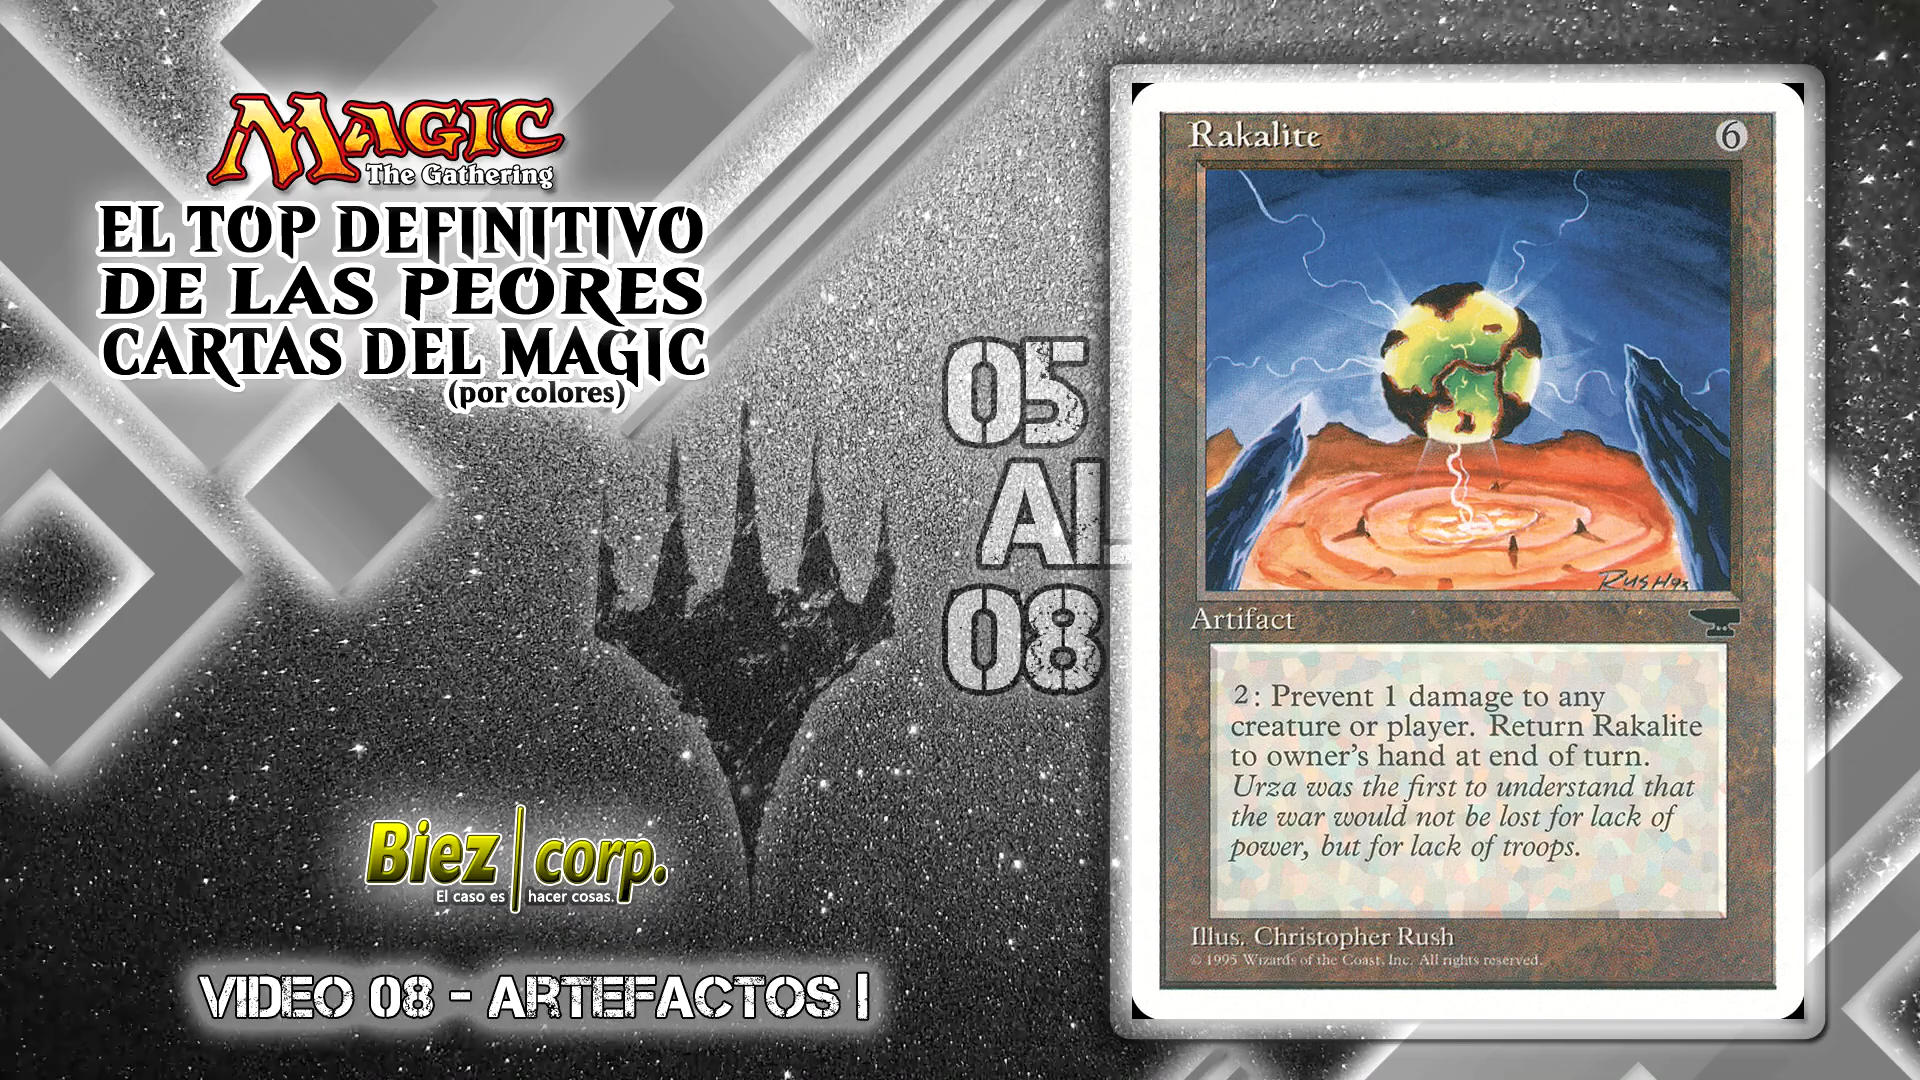 MAGIC
The Gathering
EL TOP DEFINITIVO
DE LAS PEORES
CARTAS DEL MAGIC
(por colores)
05
AL
08
Biez corp.
El caso es hacer cosas.
VIDEO 08 - ARTEFACTOS I
Rakalite 6
RUSH93
Artifact
2: Prevent 1 damage to any
creature or player. Return Rakalite
to owner's hand at end of turn.
Urza was the first to understand that
the war would not be lost for lack of
power, but for lack of troops.
Illus. Christopher Rush
© 1995 Wizards of the Coast, Inc. All rights reserved.